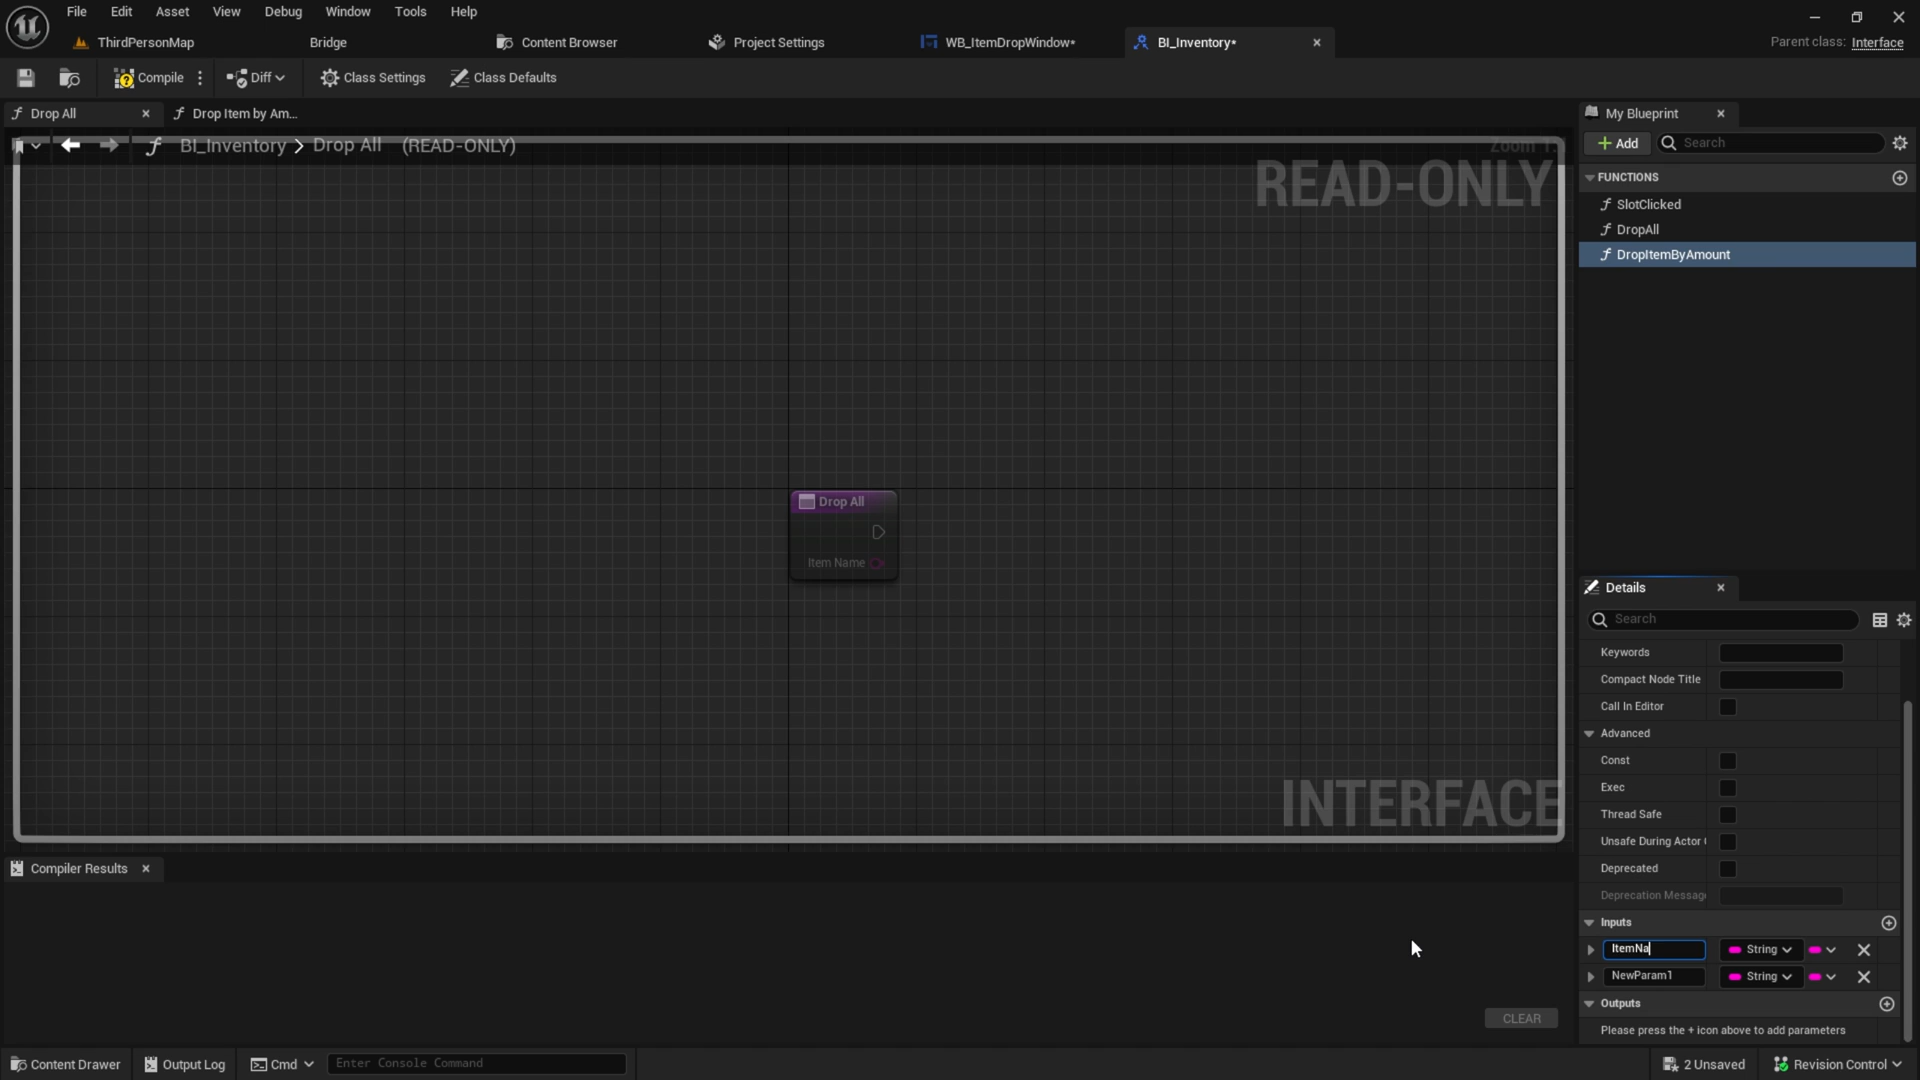 File Edit Asset View Debug Window Tools Help
ThirdPersonMap Bridge Content Browser Project Settings WB_ItemDropWindow* BI_Inventory* Parent class: Interface
Compile Diff Class Settings Class Defaults
Drop All Drop Item by Am...
BI_Inventory > Drop All (READ-ONLY)
READ-ONLY
Drop All
Item Name
INTERFACE
My Blueprint
+ Add Search
FUNCTIONS
SlotClicked
DropAll
DropItemByAmount
Details
Search
Keywords
Compact Node Title
Call In Editor
Advanced
Const
Exec
Thread Safe
Unsafe During Actor
Deprecated
Deprecation Messag
Inputs
ItemNa String
NewParam1 String
Outputs
Please press the + icon above to add parameters
Compiler Results
CLEAR
Content Drawer Output Log Cmd Enter Console Command 2 Unsaved Revision Control